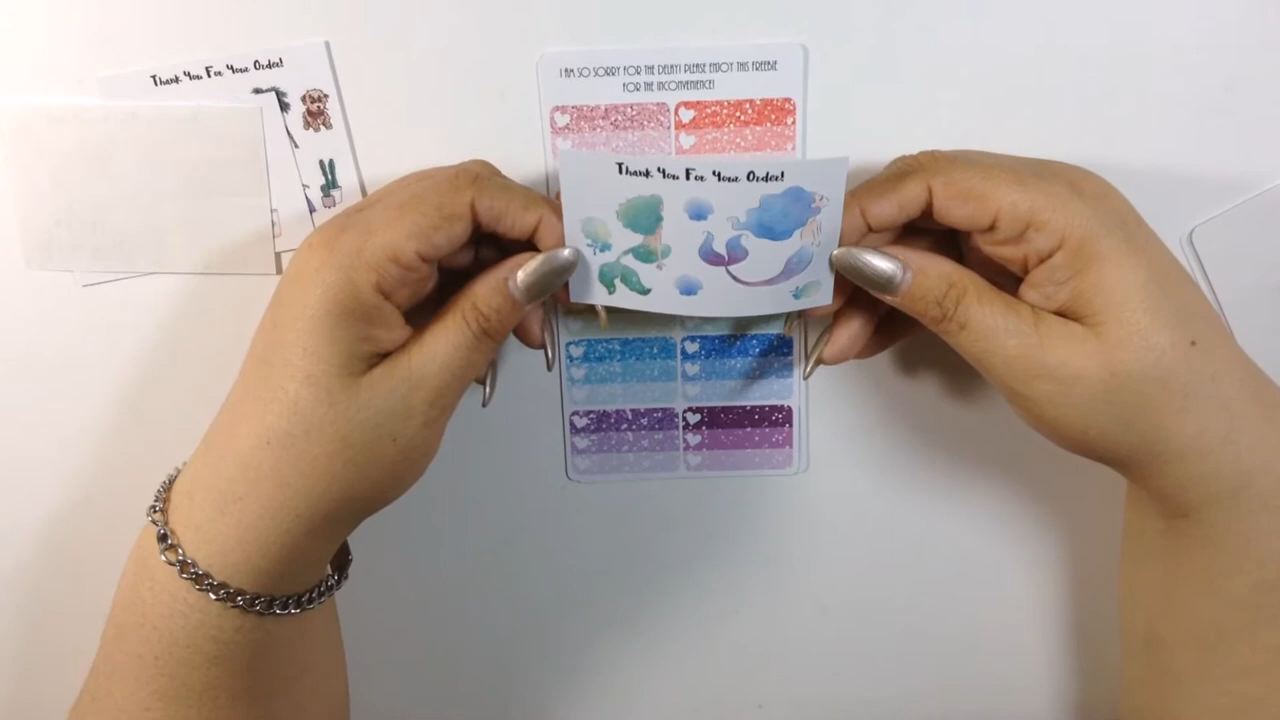 Thank You For Your Order!
I AM SO SORRY FOR THE DELAY! PLEASE ENJOY THIS FREEBIE
FOR THE INCONVENIENCE!
Thank You For Your Order!